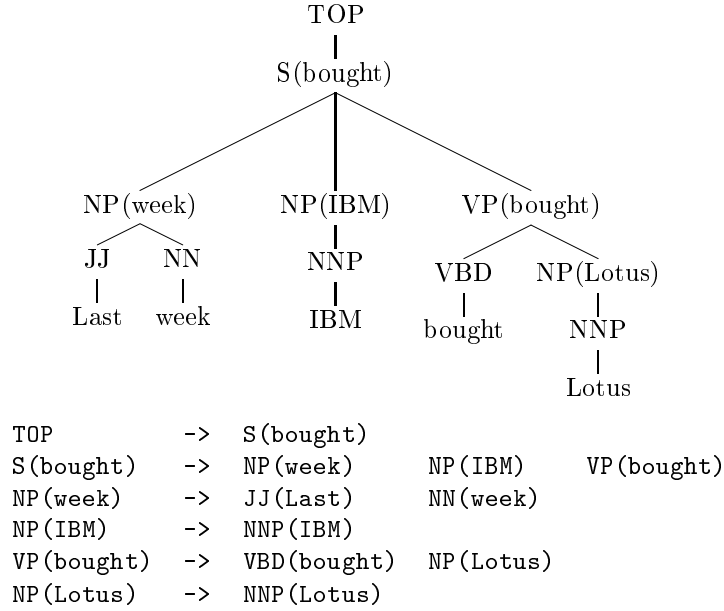 TOP
S(bought)
NP(week) NP(IBM) VP(bought)
JJ NN NNP VBD NP(Lotus)
Last week IBM bought NNP
Lotus
TOP -> S(bought)
S(bought) -> NP(week) NP(IBM) VP(bought)
NP(week) -> JJ(Last) NN(week)
NP(IBM) -> NNP(IBM)
VP(bought) -> VBD(bought) NP(Lotus)
NP(Lotus) -> NNP(Lotus)